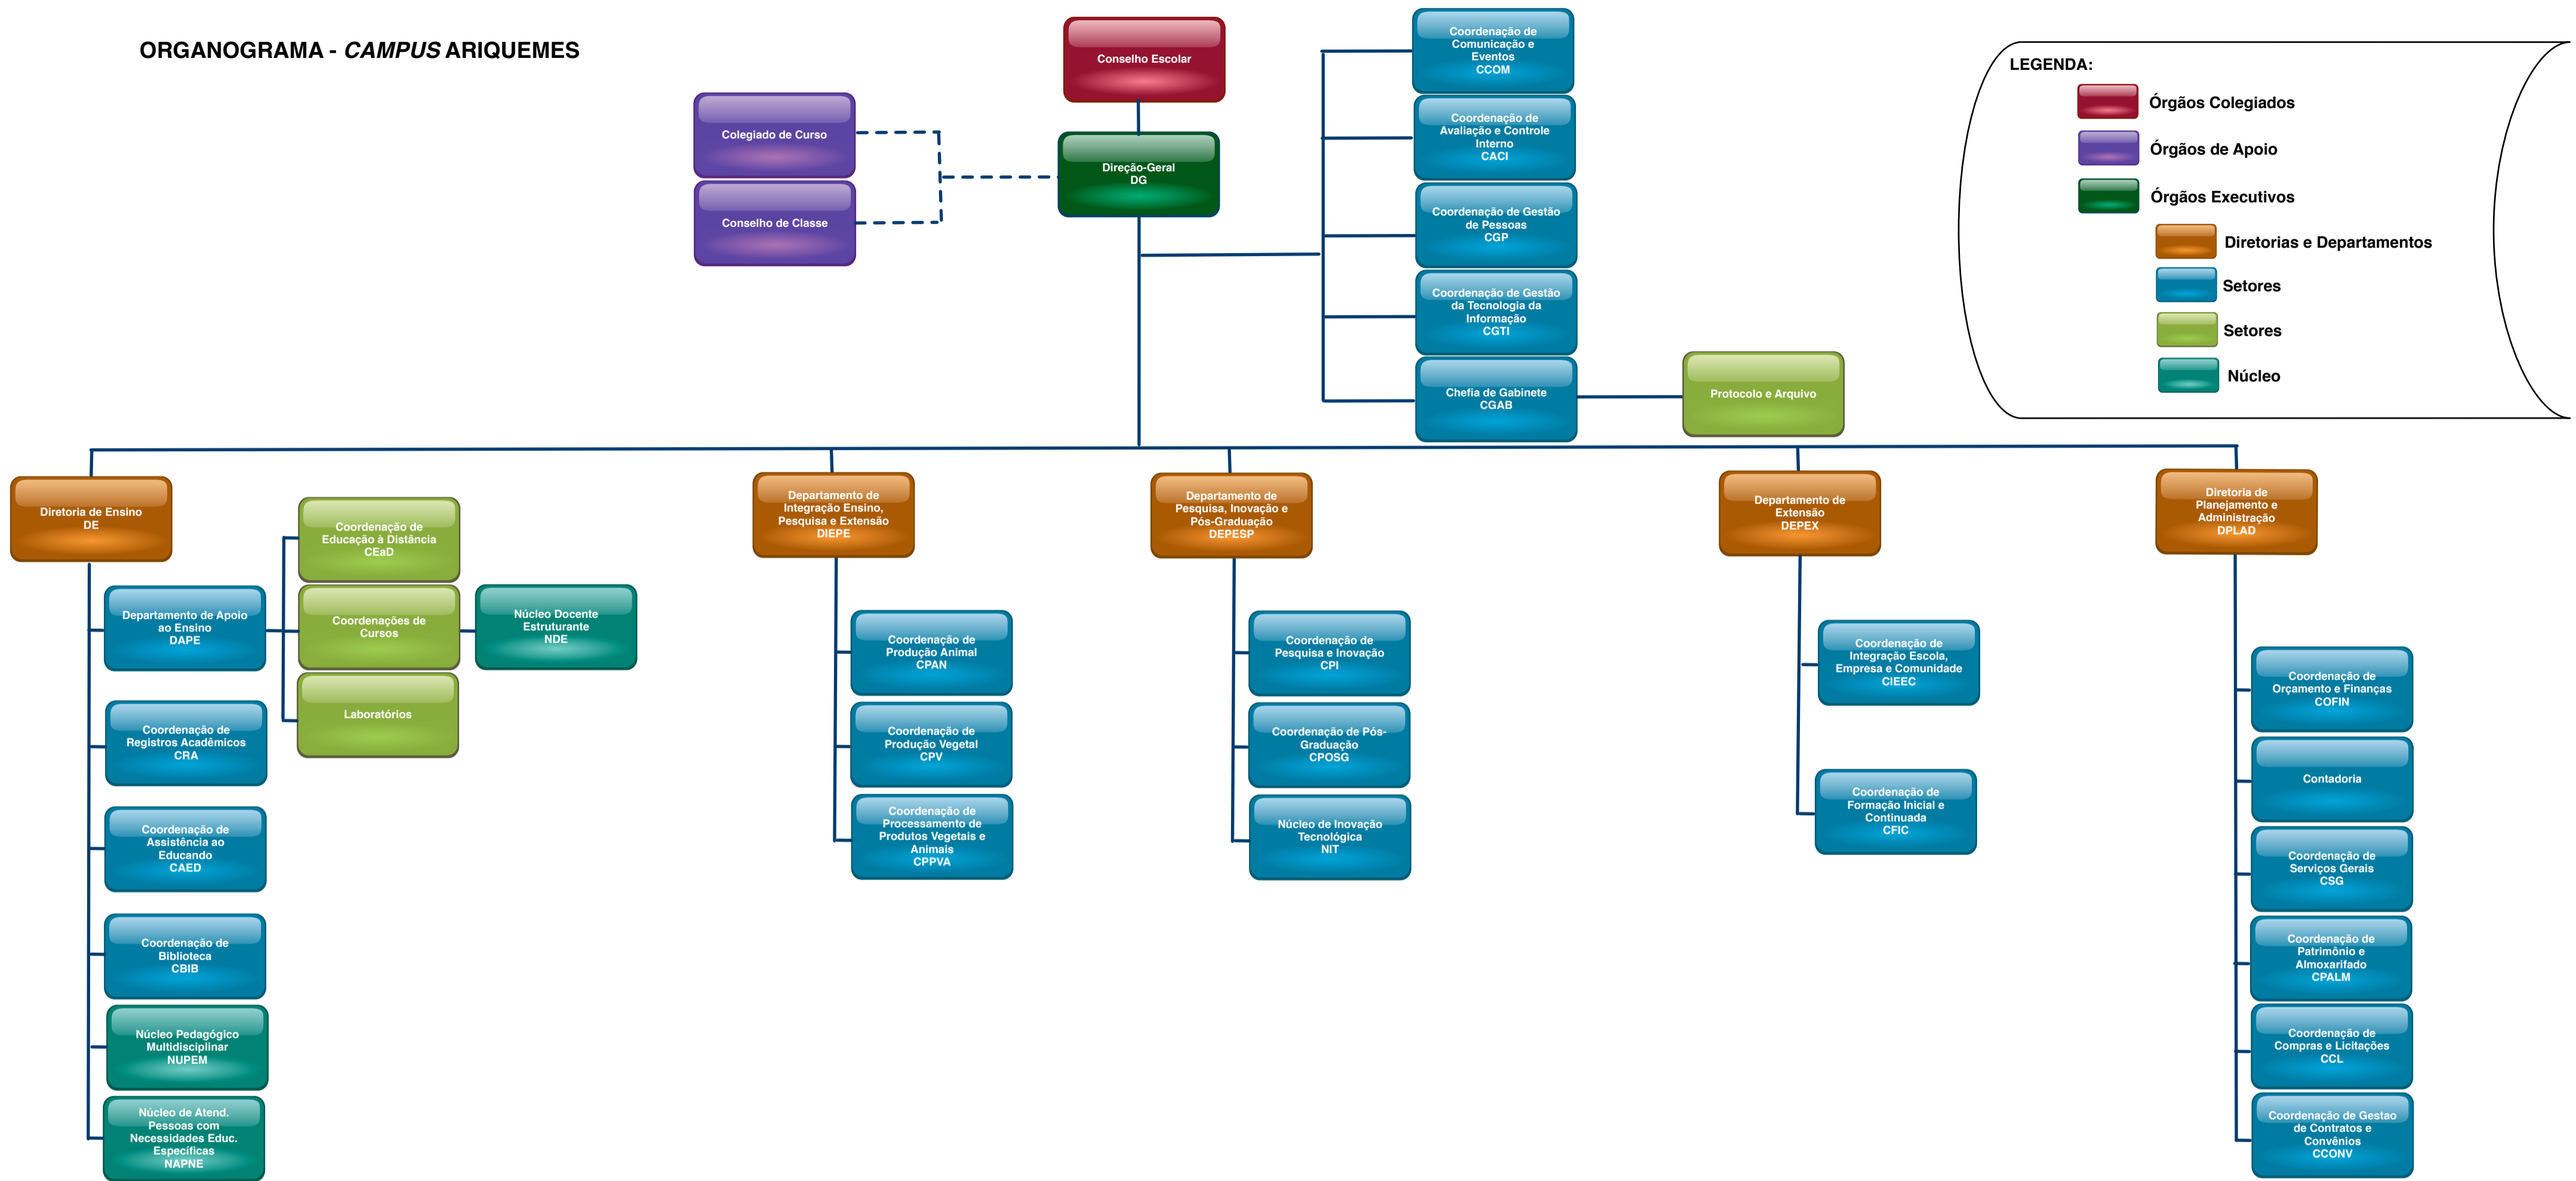 ORGANOGRAMA - CAMPUS ARIQUEMES
Conselho Escolar
Colegiado de Curso
Conselho de Classe
Direção-Geral
DG
Coordenação de
Comunicação e
Eventos
CCOM
Coordenação de
Avaliação e Controle
Interno
CACI
Coordenação de Gestão
de Pessoas
CGP
Coordenação de Gestão
da Tecnologia da
Informação
CGTI
Chefia de Gabinete
CGAB
Protocolo e Arquivo
LEGENDA:
Órgãos Colegiados
Órgãos de Apoio
Órgãos Executivos
Diretorias e Departamentos
Setores
Setores
Núcleo
Diretoria de Ensino
DE
Departamento de Apoio
ao Ensino
DAPE
Coordenação de
Educação à Distância
CEaD
Coordenações de
Cursos
Laboratórios
Núcleo Docente
Estruturante
NDE
Coordenação de
Registros Acadêmicos
CRA
Coordenação de
Assistência ao
Educando
CAED
Coordenação de
Biblioteca
CBIB
Núcleo Pedagógico
Multidisciplinar
NUPEM
Núcleo de Atend.
Pessoas com
Necessidades Educ.
Específicas
NAPNE
Departamento de
Integração Ensino,
Pesquisa e Extensão
DIEPE
Coordenação de
Produção Animal
CPAN
Coordenação de
Produção Vegetal
CPV
Coordenação de
Processamento de
Produtos Vegetais e
Animais
CPPVA
Departamento de
Pesquisa, Inovação e
Pós-Graduação
DEPESP
Coordenação de
Pesquisa e Inovação
CPI
Coordenação de Pós-
Graduação
CPOSG
Núcleo de Inovação
Tecnológica
NIT
Departamento de
Extensão
DEPEX
Coordenação de
Integração Escola,
Empresa e Comunidade
CIEEC
Coordenação de
Formação Inicial e
Continuada
CFIC
Diretoria de
Planejamento e
Administração
DPLAD
Coordenação de
Orçamento e Finanças
COFIN
Contadoria
Coordenação de
Serviços Gerais
CSG
Coordenação de
Patrimônio e
Almoxarifado
CPALM
Coordenação de
Compras e Licitações
CCL
Coordenação de Gestao
de Contratos e
Convênios
CCONV